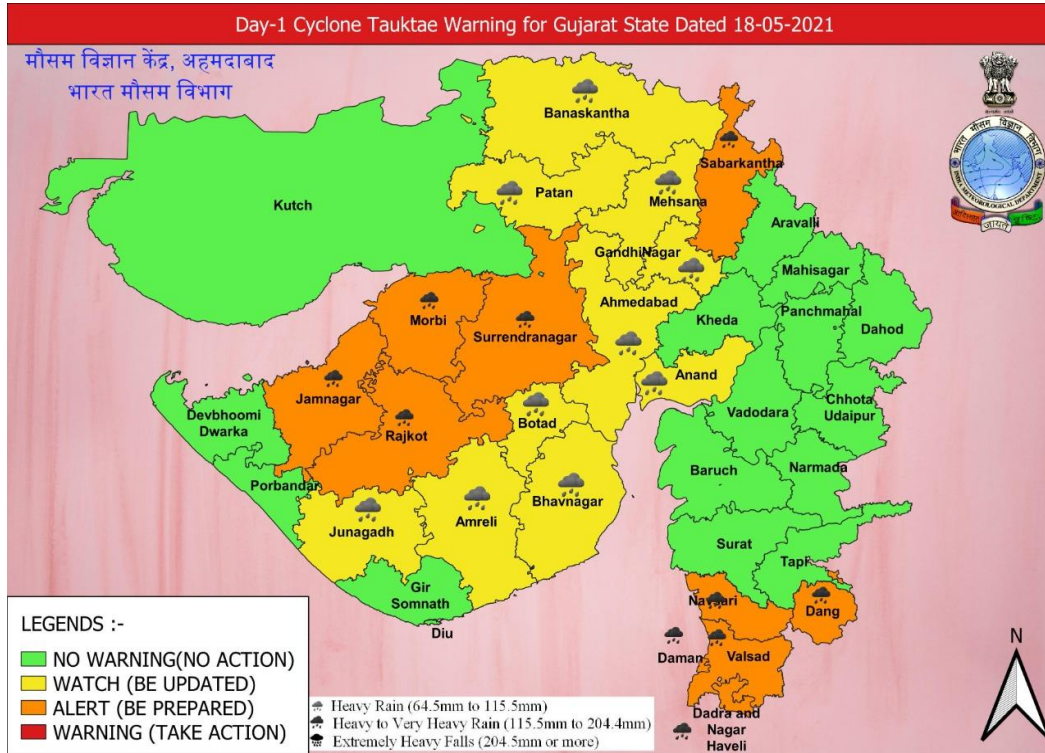 Day-1 Cyclone Tauktae Warning for Gujarat State Dated 18-05-2021
मौसम विज्ञान केंद्र, अहमदाबाद
भारत मौसम विभाग
Banaskantha
Sabarkantha
Patan
Mehsana
Kutch
Aravalli
GandhiNagar
Mahisagar
Ahmedabad
Panchmahal
Morbi
Kheda
Dahod
Surrendranagar
Anand
Jamnagar
Chhota
Udaipur
Devbhoomi
Dwarka
Rajkot
Botad
Vadodara
Baruch
Narmada
Porbandar
Bhavnagar
Junagadh
Amreli
Surat
Tapi
Gir
Somnath
Diu
Navsari
Dang
Daman
Valsad
Dadra and
Nagar
Haveli
N
भारत मौसम विज्ञान विभाग
INDIA METEOROLOGICAL DEPARTMENT
LEGENDS :-
NO WARNING(NO ACTION)
WATCH (BE UPDATED)
ALERT (BE PREPARED)
WARNING (TAKE ACTION)
Heavy Rain (64.5mm to 115.5mm)
Heavy to Very Heavy Rain (115.5mm to 204.4mm)
Extremely Heavy Falls (204.5mm or more)